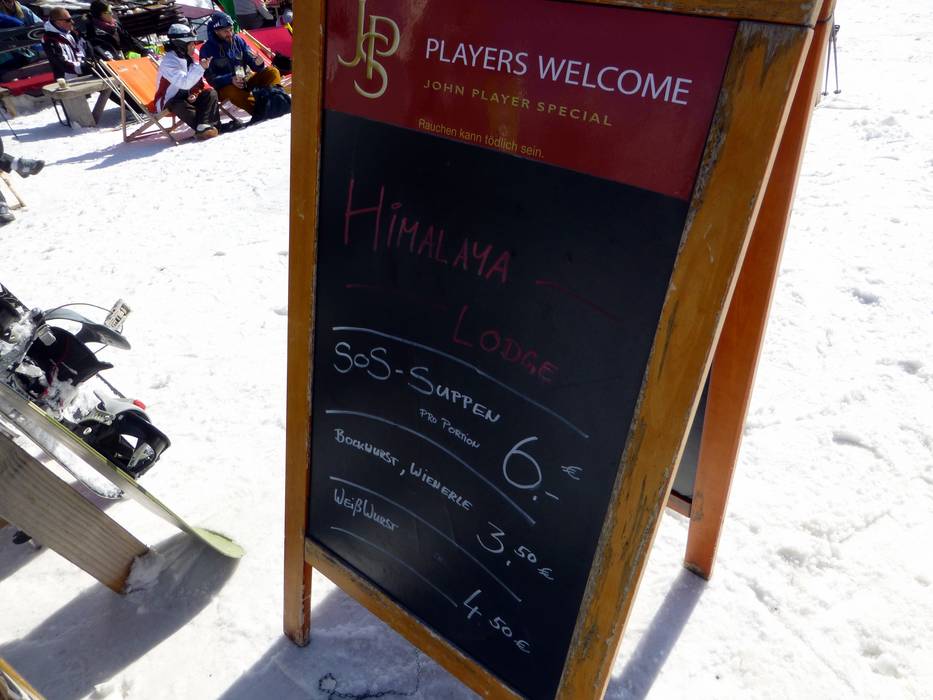 JPS
PLAYERS WELCOME
JOHN PLAYER SPECIAL
Rauchen kann tödlich sein.
HIMALAYA
LODGE
SOS-SUPPEN
PRO PORTION
6.- €
BOCKWURST, WIENERLE
3,50 €
WEIßWURST
4.50 €